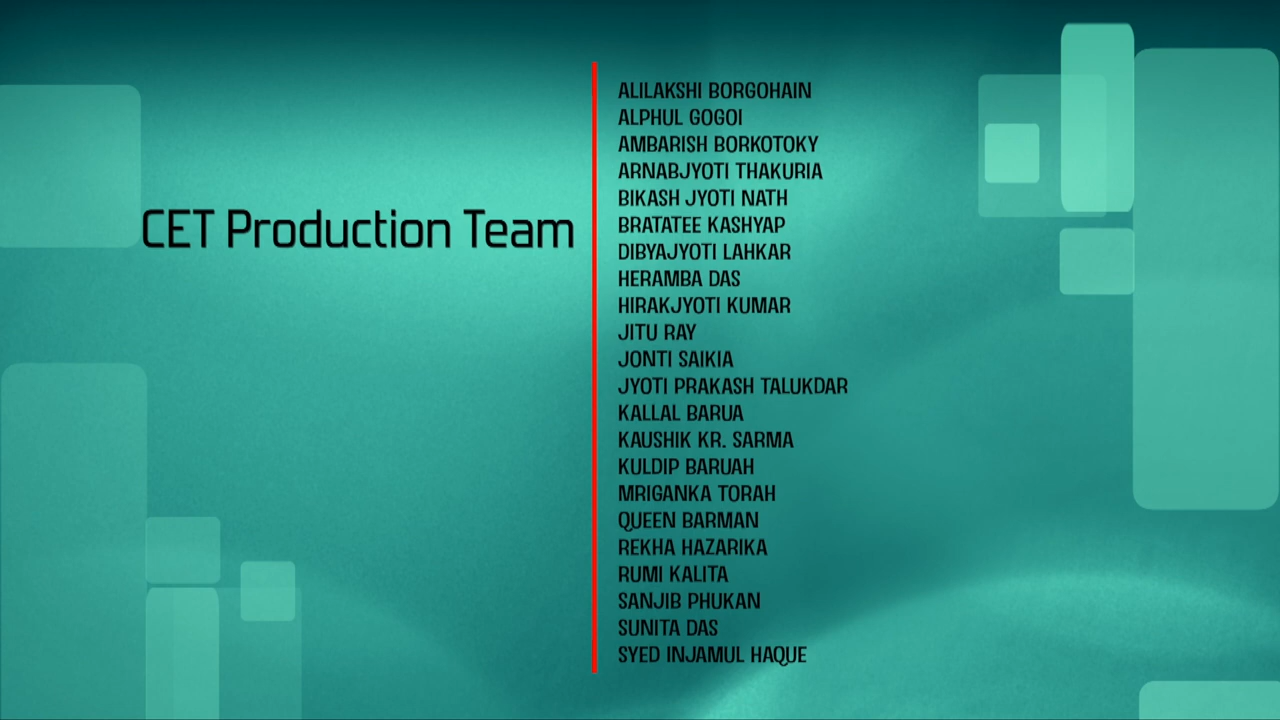 CET Production Team
ALILAKSHI BORGOHAIN
ALPHUL GOGOI
AMBARISH BORKOTOKY
ARNABJYOTI THAKURIA
BIKASH JYOTI NATH
BRATATEE KASHYAP
DIBYAJYOTI LAHKAR
HERAMBA DAS
HIRAKJYOTI KUMAR
JITU RAY
JONTI SAIKIA
JYOTI PRAKASH TALUKDAR
KALLAL BARUA
KAUSHIK KR. SARMA
KULDIP BARUAH
MRIGANKA TORAH
QUEEN BARMAN
REKHA HAZARIKA
RUMI KALITA
SANJIB PHUKAN
SUNITA DAS
SYED INJAMUL HAQUE